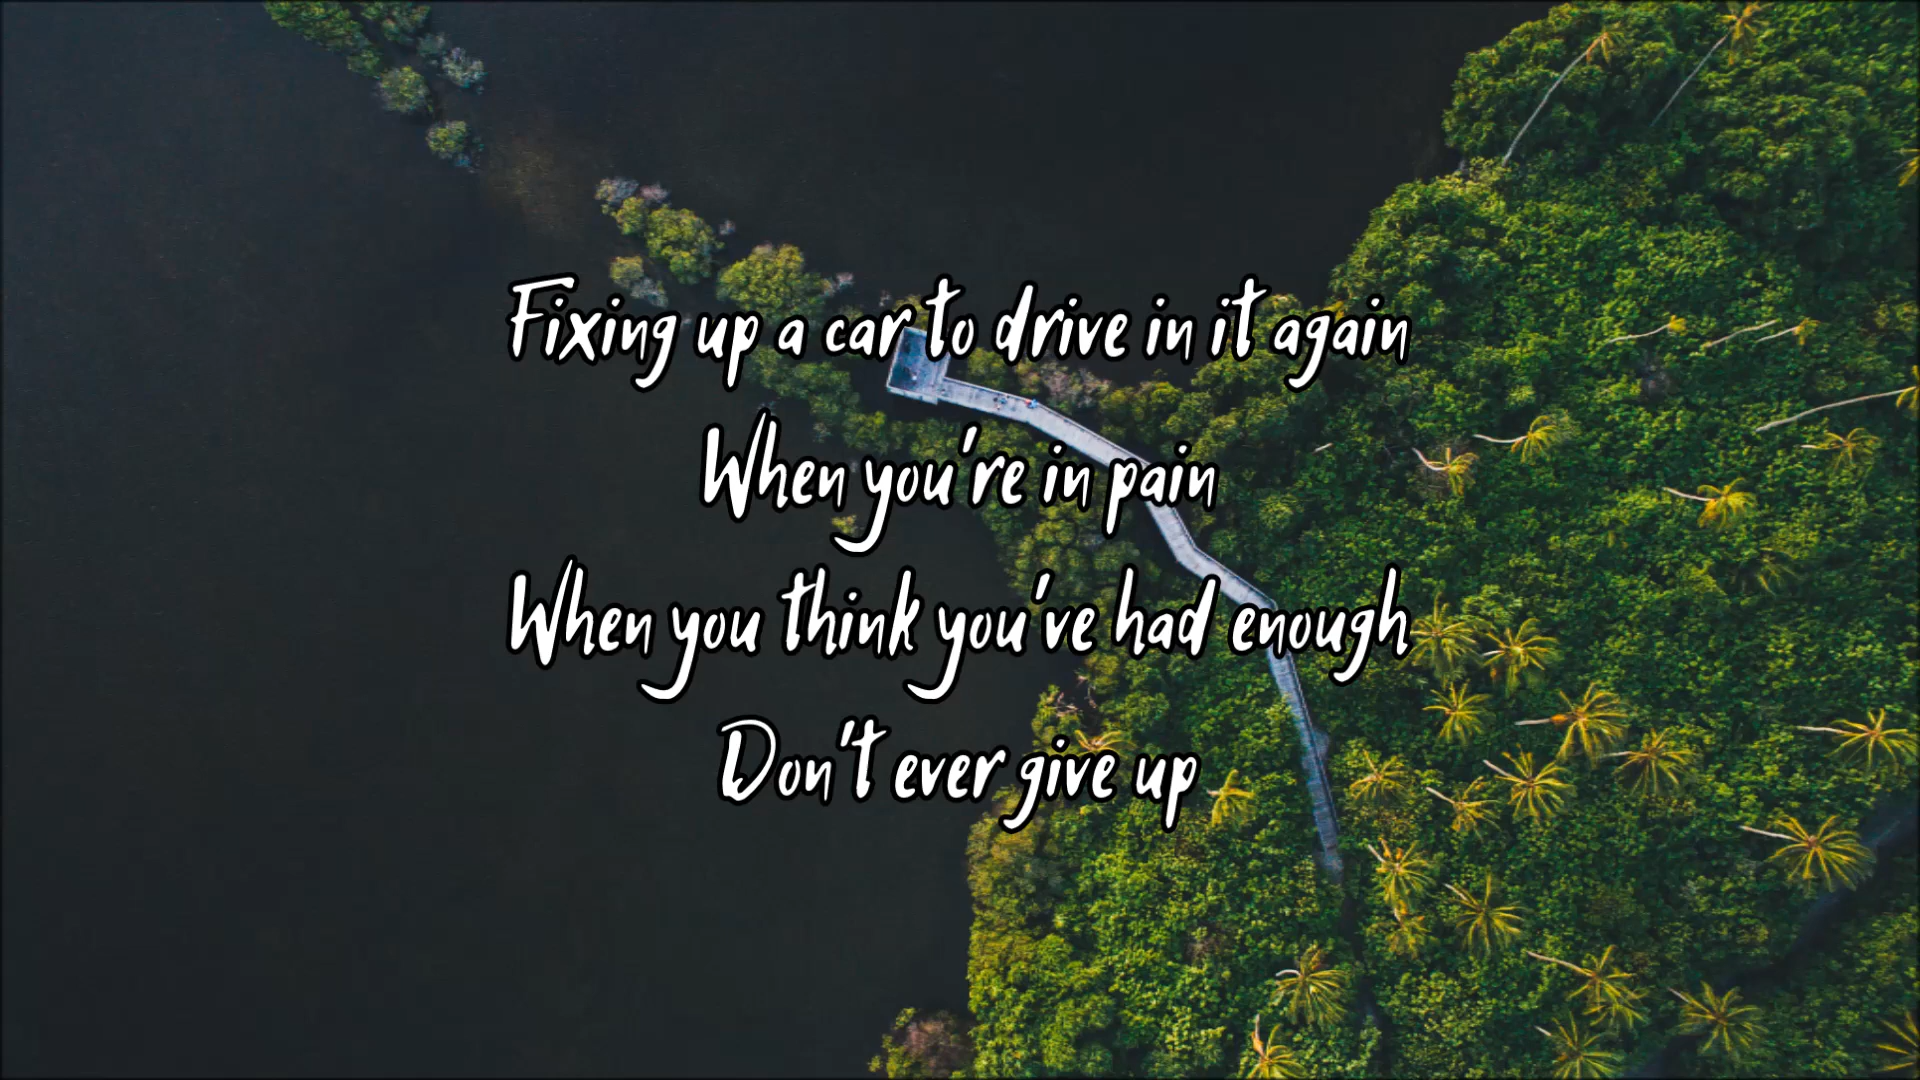 Fixing up a car to drive in it again
When you're in pain
When you think you've had enough
Don't ever give up